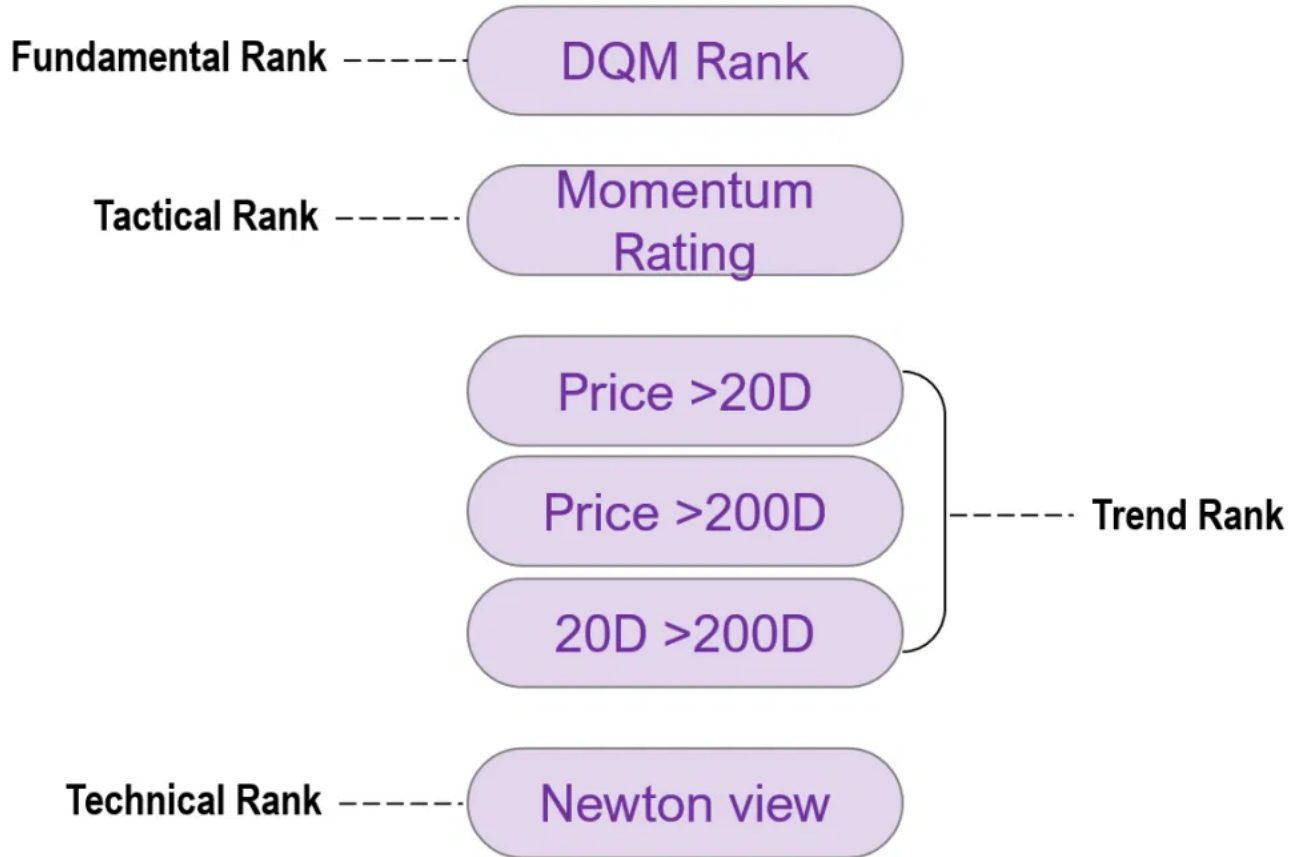 Fundamental Rank
DQM Rank
Tactical Rank
Momentum
Rating
Price >20D
Price >200D
20D >200D
Trend Rank
Technical Rank
Newton view